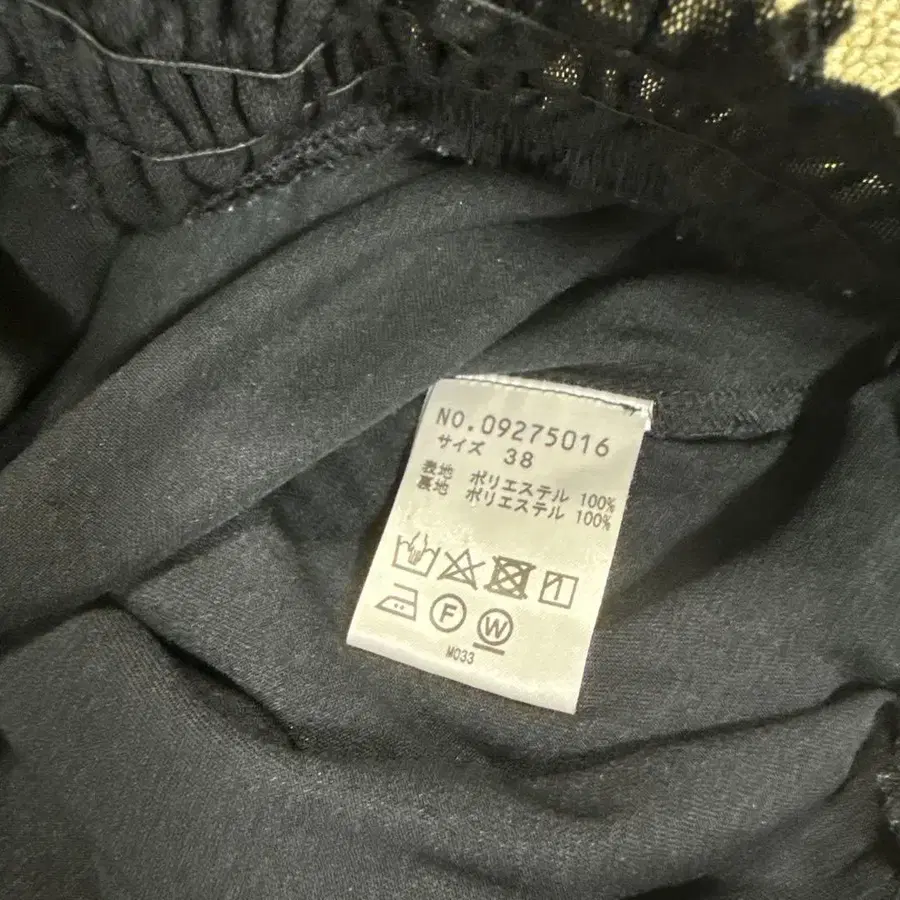 NO.09275016
サイズ 38
表地 ポリエステル 100%
裏地 ポリエステル 100%
F W
M033